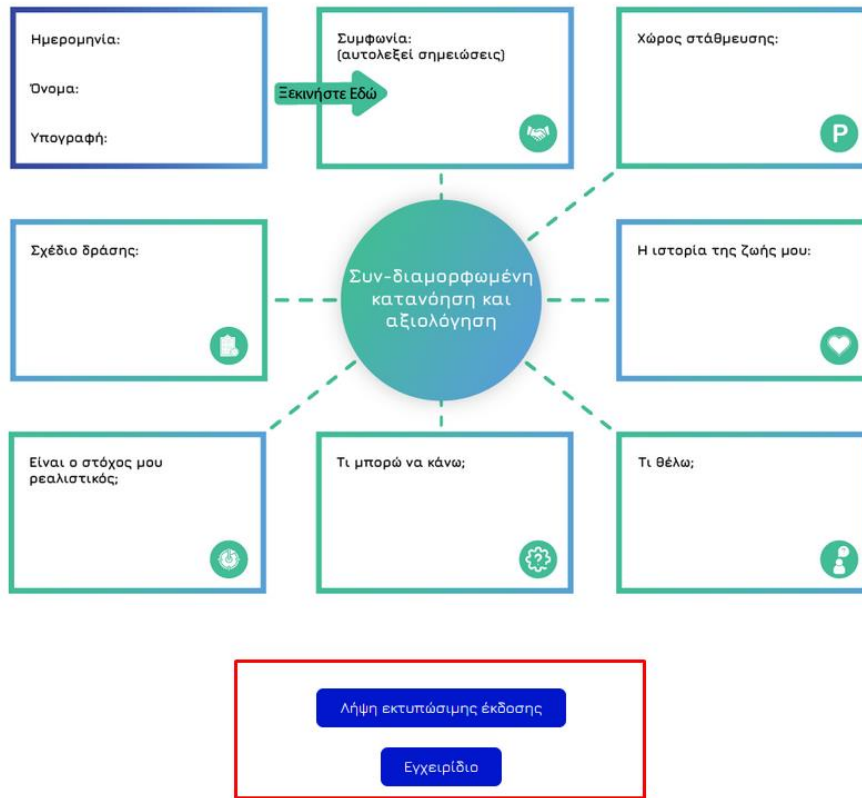 Ημερομηνία:
Όνομα:
Υπογραφή:
Ξεκινήστε Εδώ
Συμφωνία:
(αυτολεξεί σημειώσεις)
Χώρος στάθμευσης:
P
Σχέδιο δράσης:
Συν-διαμορφωμένη
κατανόηση και
αξιολόγηση
Η ιστορία της ζωής μου:
Είναι ο στόχος μου
ρεαλιστικός;
Τι μπορώ να κάνω;
?
Τι θέλω;
Λήψη εκτυπώσιμης έκδοσης
Εγχειρίδιο